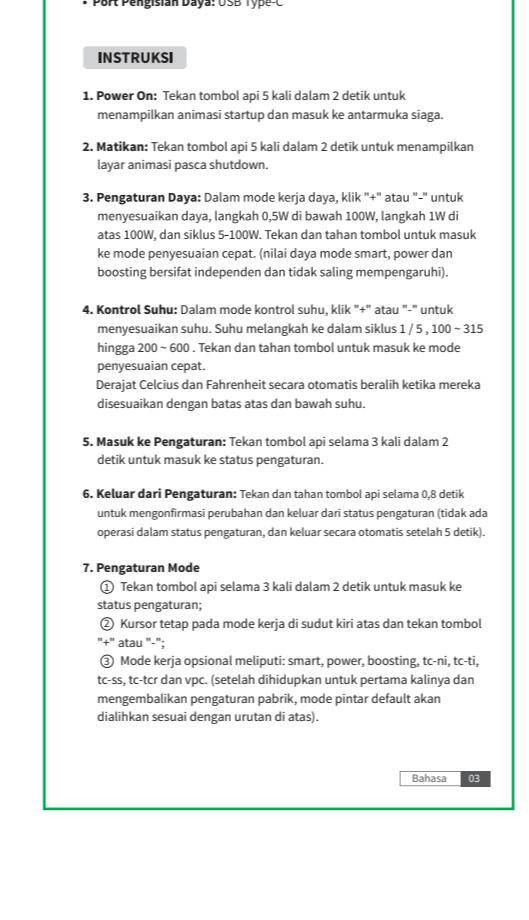 • Port Pengisian Daya: USB Type-C
INSTRUKSI
1. Power On: Tekan tombol api 5 kali dalam 2 detik untuk
menampilkan animasi startup dan masuk ke antarmuka siaga.
2. Matikan: Tekan tombol api 5 kali dalam 2 detik untuk menampilkan
layar animasi pasca shutdown.
3. Pengaturan Daya: Dalam mode kerja daya, klik "+" atau "-" untuk
menyesuaikan daya, langkah 0,5W di bawah 100W, langkah 1W di
atas 100W, dan siklus 5-100W. Tekan dan tahan tombol untuk masuk
ke mode penyesuaian cepat. (nilai daya mode smart, power dan
boosting bersifat independen dan tidak saling mempengaruhi).
4. Kontrol Suhu: Dalam mode kontrol suhu, klik "+" atau "-" untuk
menyesuaikan suhu. Suhu melangkah ke dalam siklus 1 / 5 , 100 ~ 315
hingga 200 ~ 600 . Tekan dan tahan tombol untuk masuk ke mode
penyesuaian cepat.
Derajat Celcius dan Fahrenheit secara otomatis beralih ketika mereka
disesuaikan dengan batas atas dan bawah suhu.
5. Masuk ke Pengaturan: Tekan tombol api selama 3 kali dalam 2
detik untuk masuk ke status pengaturan.
6. Keluar dari Pengaturan: Tekan dan tahan tombol api selama 0,8 detik
untuk mengonfirmasi perubahan dan keluar dari status pengaturan (tidak ada
operasi dalam status pengaturan, dan keluar secara otomatis setelah 5 detik).
7. Pengaturan Mode
① Tekan tombol api selama 3 kali dalam 2 detik untuk masuk ke
status pengaturan;
② Kursor tetap pada mode kerja di sudut kiri atas dan tekan tombol
"+" atau "-";
③ Mode kerja opsional meliputi: smart, power, boosting, tc-ni, tc-ti,
tc-ss, tc-tcr dan vpc. (setelah dihidupkan untuk pertama kalinya dan
mengembalikan pengaturan pabrik, mode pintar default akan
dialihkan sesuai dengan urutan di atas).
Bahasa 03